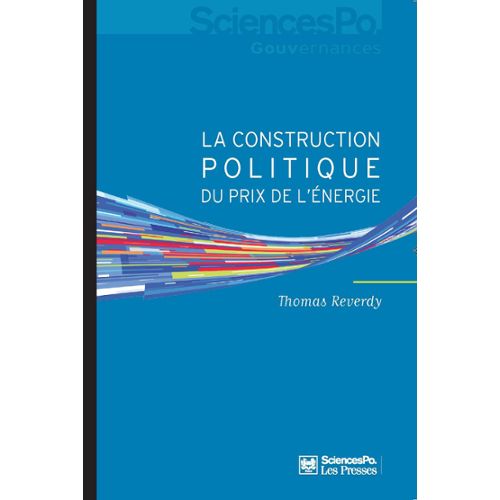 SciencesPo.
Gouvernances
LA CONSTRUCTION
POLITIQUE
DU PRIX DE L'ÉNERGIE
Thomas Reverdy
SciencesPo.
Les Presses